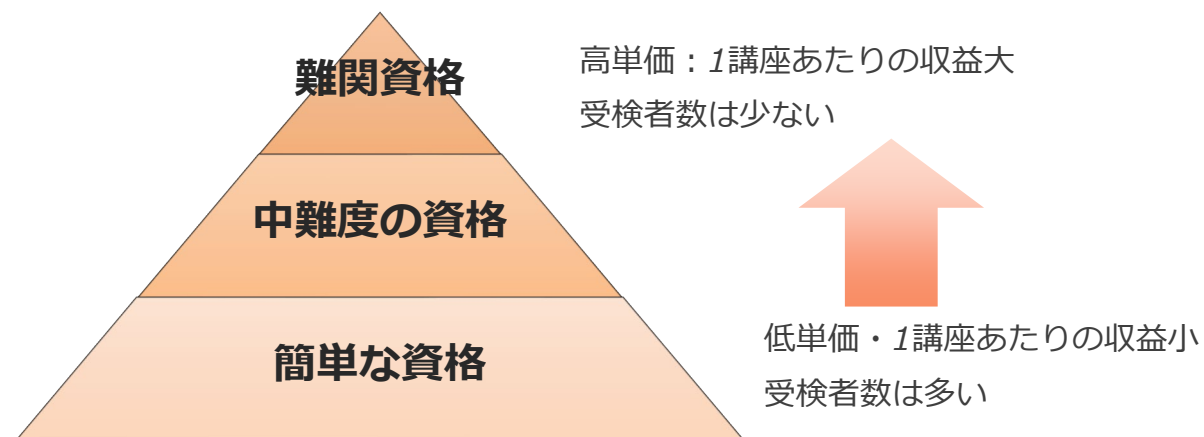 難関資格
高単価：1講座あたりの収益大
受検者数は少ない
中難度の資格
簡単な資格
低単価・1講座あたりの収益小
受検者数は多い